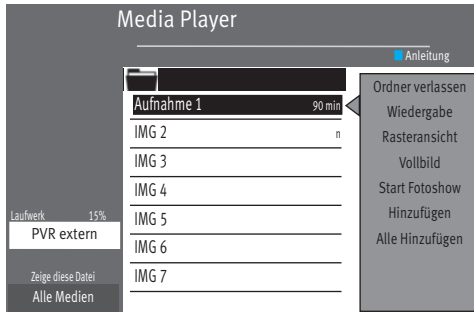 Media Player
Anleitung
Aufnahme 1 90 min
IMG 2 n
IMG 3
IMG 4
IMG 5
IMG 6
IMG 7
Ordner verlassen
Wiedergabe
Rasteransicht
Vollbild
Start Fotoshow
Hinzufügen
Alle Hinzufügen
Laufwerk 15%
PVR extern
Zeige diese Datei
Alle Medien